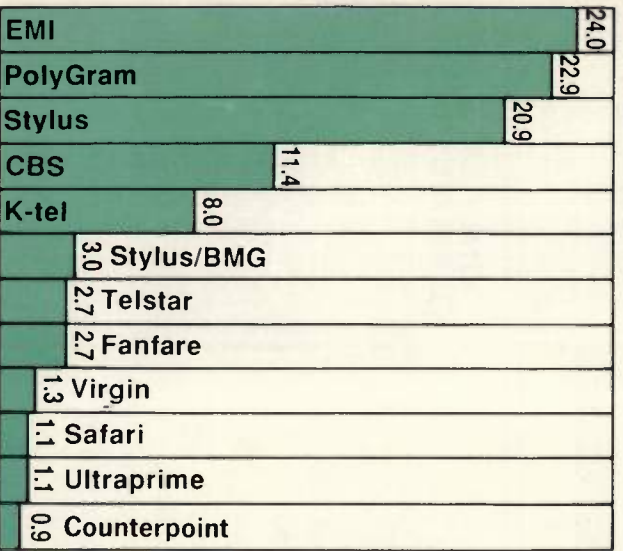 EMI 24.0
PolyGram 22.9
Stylus 20.9
CBS 11.4
K-tel 8.0
3.0 Stylus/BMG
2.7 Telstar
2.7 Fanfare
1.3 Virgin
1.1 Safari
1.1 Ultraprime
0.9 Counterpoint